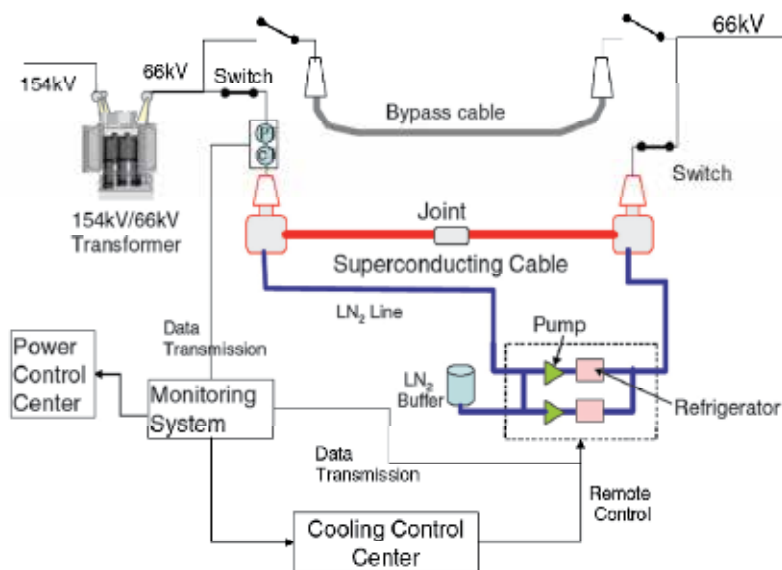 154kV
66kV
Switch
P
C
154kV/66kV
Transformer
Bypass cable
66kV
Switch
Joint
Superconducting Cable
LN₂ Line
Data
Transmission
Pump
LN₂
Buffer
Refrigerator
Power
Control
Center
Monitoring
System
Data
Transmission
Remote
Control
Cooling Control
Center